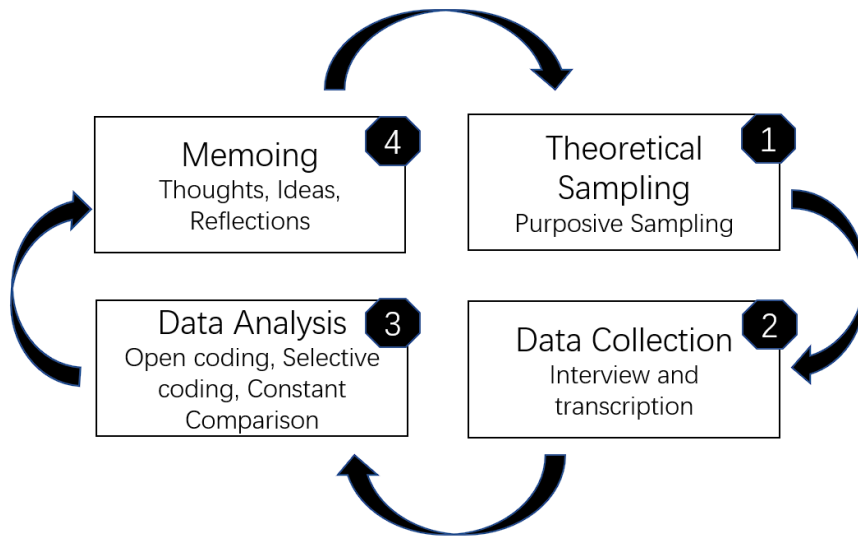 4
Memoing
Thoughts, Ideas,
Reflections
1
Theoretical
Sampling
Purposive Sampling
3
Data Analysis
Open coding, Selective
coding, Constant
Comparison
2
Data Collection
Interview and
transcription